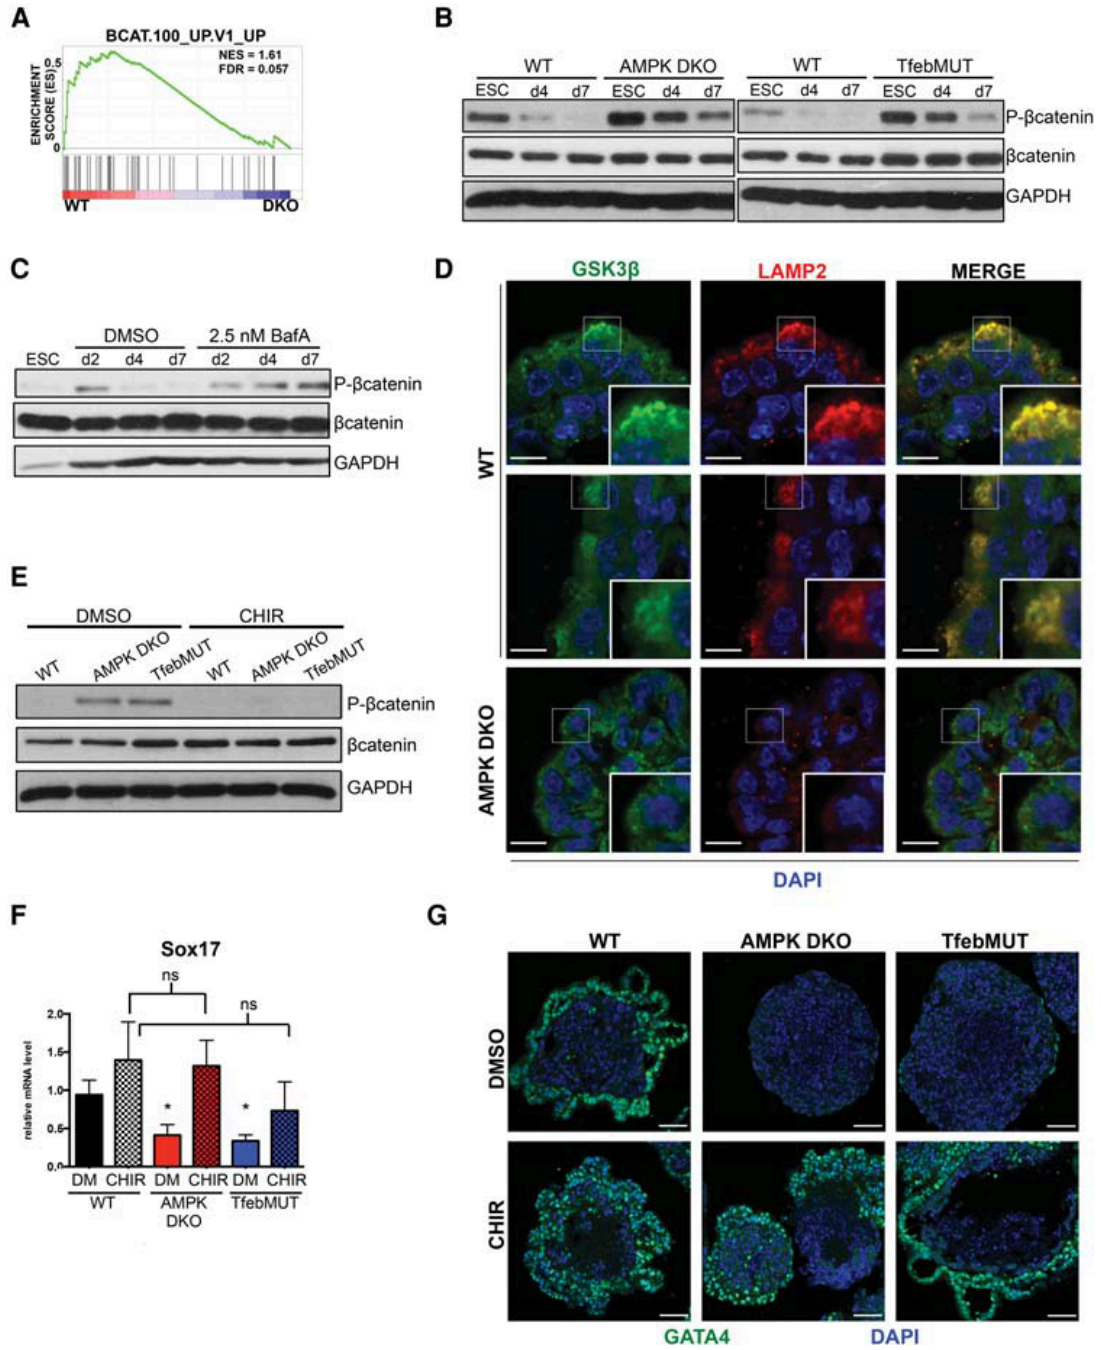 A
BCAT.100_UP.V1_UP
NES = 1.61
FDR = 0.057
ENRICHMENT
SCORE (ES)
0.5
0
WT DKO
B
WT AMPK DKO WT TfebMUT
ESC d4 d7 ESC d4 d7 ESC d4 d7 ESC d4 d7
P-βcatenin
βcatenin
GAPDH
C
DMSO 2.5 nM BafA
ESC d2 d4 d7 d2 d4 d7
P-βcatenin
βcatenin
GAPDH
D
GSK3β LAMP2 MERGE
WT
AMPK DKO
DAPI
E
DMSO CHIR
WT AMPK DKO TfebMUT WT AMPK DKO TfebMUT
P-βcatenin
βcatenin
GAPDH
F
Sox17
ns
ns
relative mRNA level
2.0
1.5
1.0
0.5
0.0
* *
DM CHIR DM CHIR DM CHIR
WT AMPK TfebMUT
DKO
G
WT AMPK DKO TfebMUT
DMSO
CHIR
GATA4 DAPI